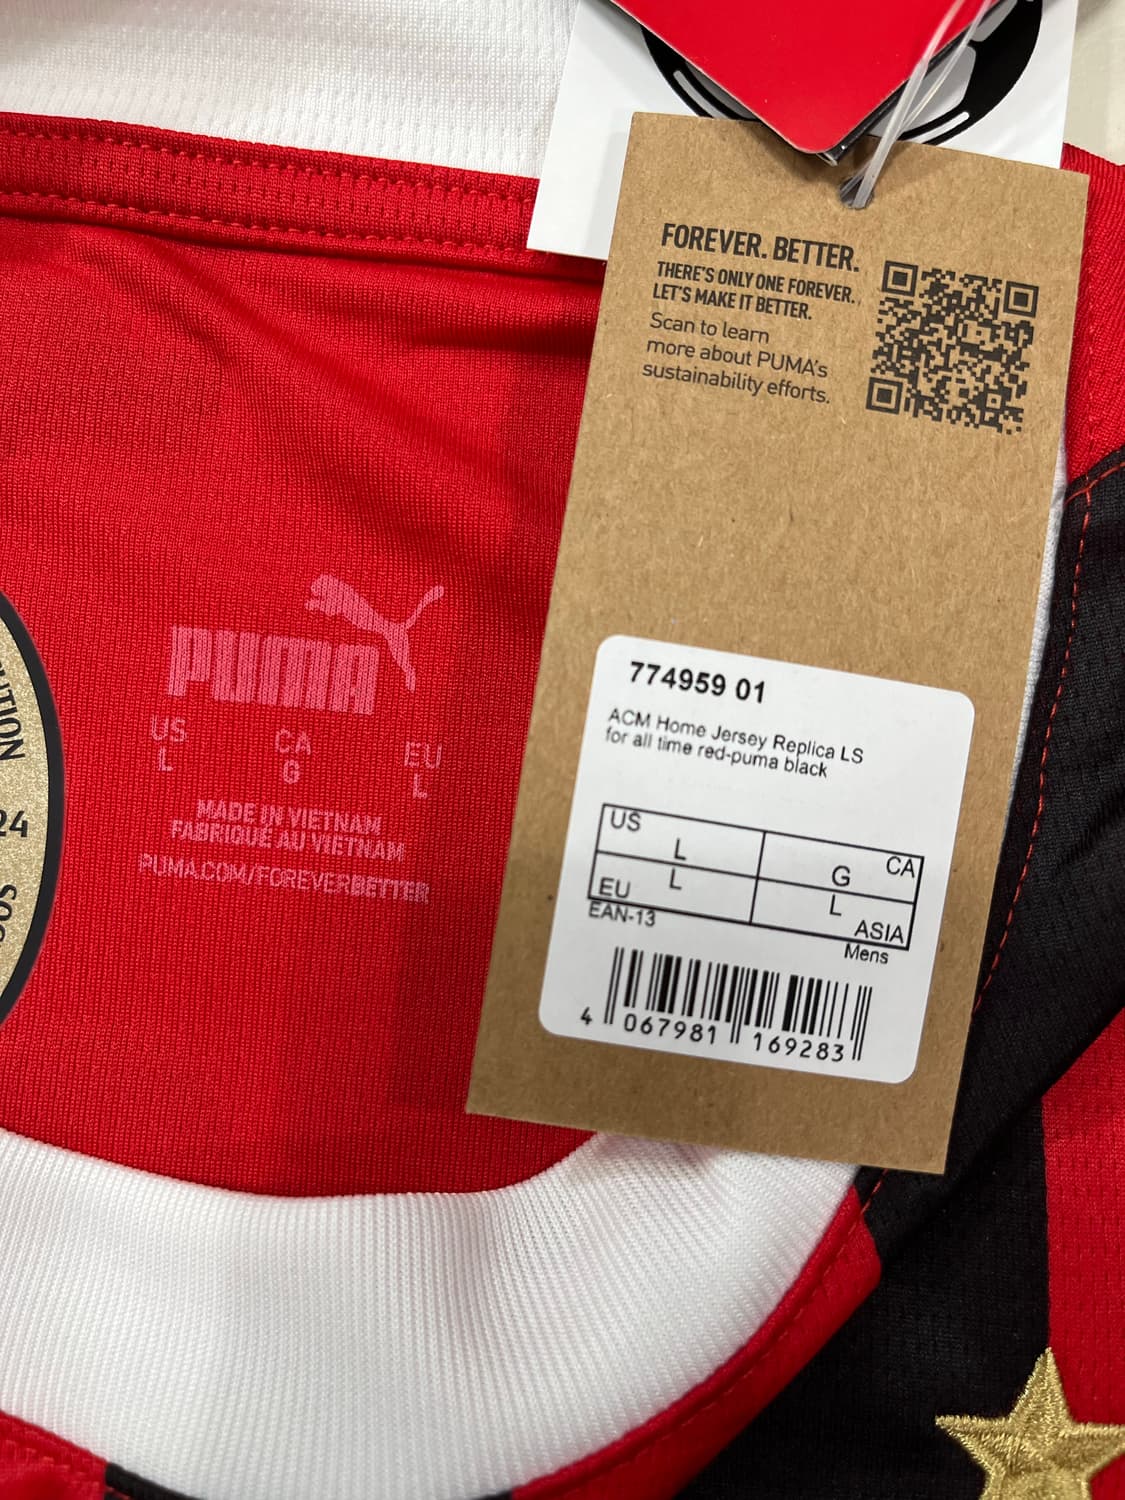 FOREVER. BETTER.
THERE'S ONLY ONE FOREVER.
LET'S MAKE IT BETTER.
Scan to learn
more about PUMA's
sustainability efforts.
PUMA
US CA EU
L G L
MADE IN VIETNAM
FABRIQUÉ AU VIETNAM
PUMA.COM/FOREVERBETTER
774959 01
ACM Home Jersey Replica LS
for all time red-puma black
US L G CA
EU L L ASIA
EAN-13 Mens
4 067981 169283
24